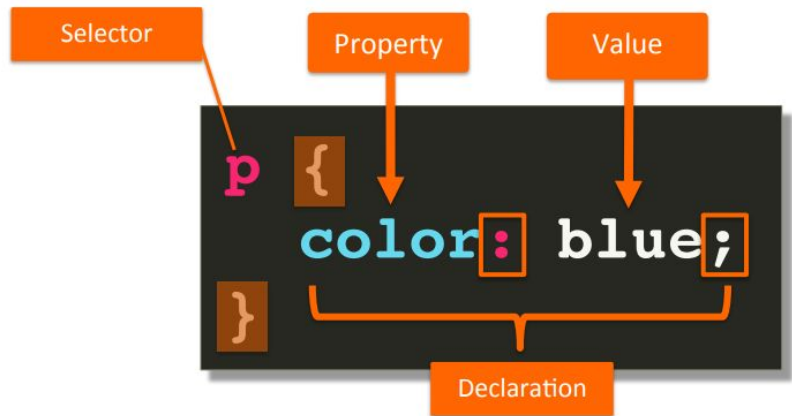 Selector
Property
Value
p {
color: blue;
}
Declaration